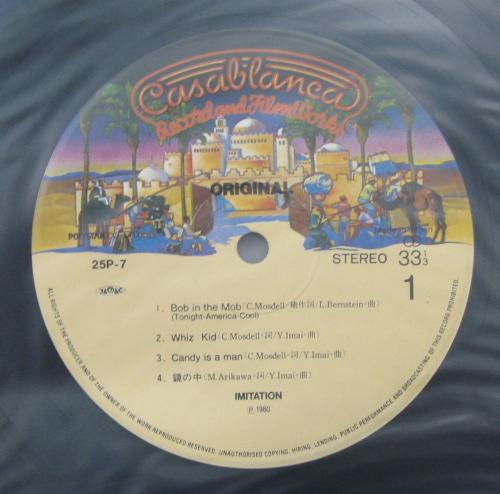 Casablanca
Record and FilmWorks
ORIGINAL
25P-7
STEREO 33 1/3
1
1. Bob in the Mob(C.Mosdell-補作詞/L.Bernstein-曲)
(Tonight-America-Cool)
2. Whiz Kid(C.Mosdell-詞/Y.Imai-曲)
3. Candy is a man(C.Mosdell-詞/Y.Imai-曲)
4. 鏡の中(M.Arikawa-詞/Y.Imai-曲)
IMITATION
Ⓟ 1980
ALL RIGHTS OF THE PRODUCER AND OF THE OWNER OF THE WORK REPRODUCED RESERVED. UNAUTHORISED COPYING, HIRING, LENDING, PUBLIC PERFORMANCE AND BROADCASTING OF THIS RECORD PROHIBITED.